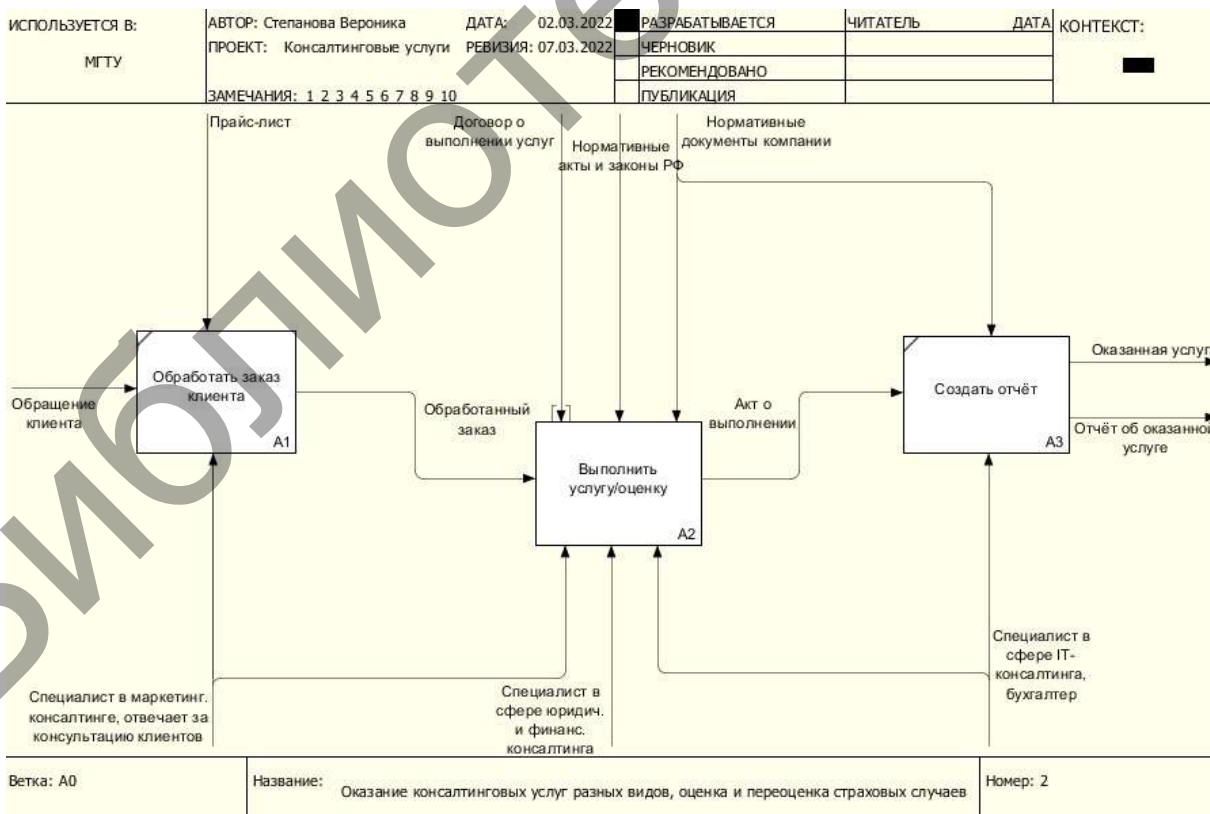 ИСПОЛЬЗУЕТСЯ В:
МГТУ
АВТОР: Степанова Вероника
ДАТА: 02.03.2022
ПРОЕКТ: Консалтинговые услуги
РЕВИЗИЯ: 07.03.2022
ЗАМЕЧАНИЯ: 1 2 3 4 5 6 7 8 9 10
РАЗРАБАТЫВАЕТСЯ
ЧЕРНОВИК
РЕКОМЕНДОВАНО
ПУБЛИКАЦИЯ
ЧИТАТЕЛЬ
ДАТА
КОНТЕКСТ:
Прайс-лист
Договор о
выполнении услуг
Нормативные
акты и законы РФ
Нормативные
документы компании
Обращение
клиента
Обработать заказ
клиента
A1
Обработанный
заказ
Выполнить
услугу/оценку
A2
Акт о
выполнении
Создать отчёт
A3
Оказанная услуг
Отчёт об оказанной
услуге
Специалист в маркетинг.
консалтинге, отвечает за
консультацию клиентов
Специалист в
сфере юридич.
и финанс.
консалтинга
Специалист в
сфере IT-
консалтинга,
бухгалтер
Ветка: A0
Название: Оказание консалтинговых услуг разных видов, оценка и переоценка страховых случаев
Номер: 2
библиоте